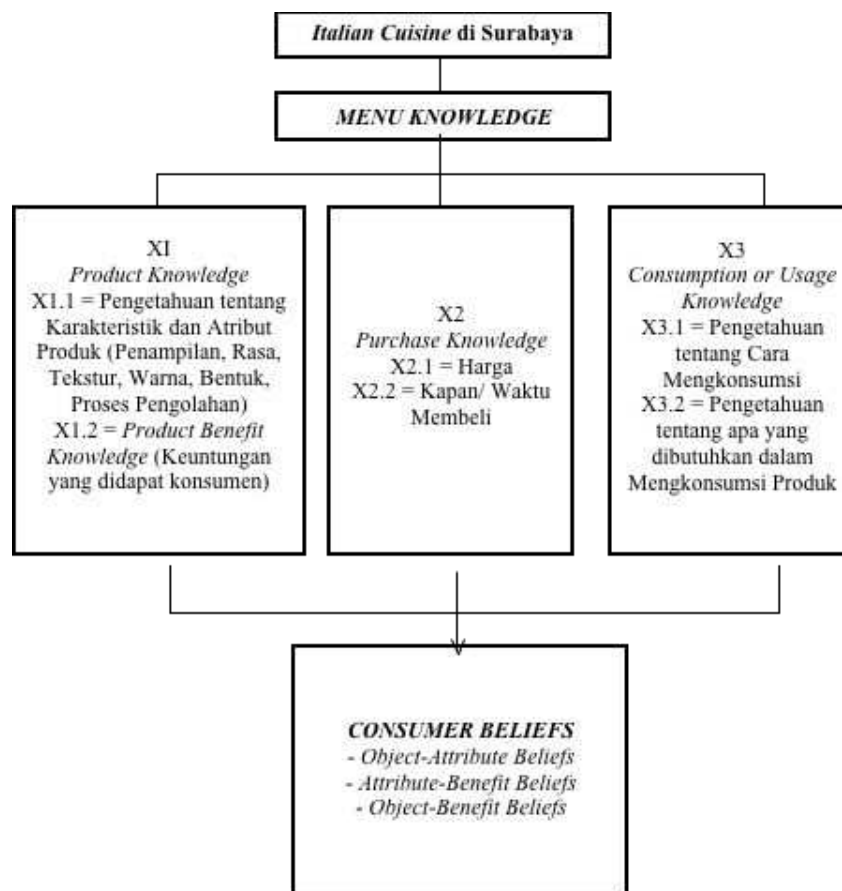 Italian Cuisine di Surabaya
MENU KNOWLEDGE
XI
Product Knowledge
X1.1 = Pengetahuan tentang
Karakteristik dan Atribut
Produk (Penampilan, Rasa,
Tekstur, Warna, Bentuk,
Proses Pengolahan)
X1.2 = Product Benefit
Knowledge (Keuntungan
yang didapat konsumen)
X2
Purchase Knowledge
X2.1 = Harga
X2.2 = Kapan/ Waktu
Membeli
X3
Consumption or Usage
Knowledge
X3.1 = Pengetahuan
tentang Cara
Mengkonsumsi
X3.2 = Pengetahuan
tentang apa yang
dibutuhkan dalam
Mengkonsumsi Produk
CONSUMER BELIEFS
- Object-Attribute Beliefs
- Attribute-Benefit Beliefs
- Object-Benefit Beliefs